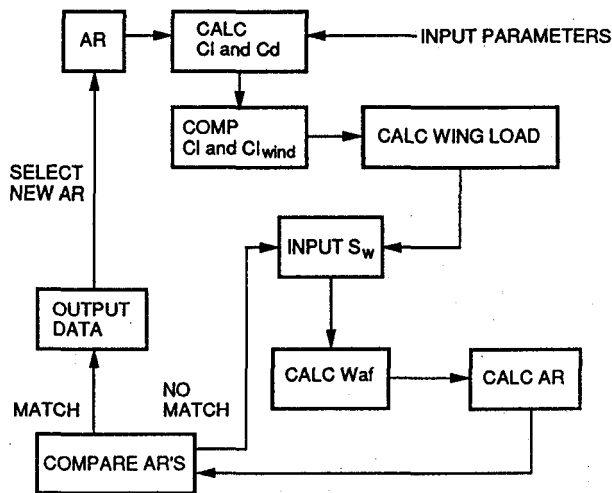 AR
CALC
Cl and Cd
INPUT PARAMETERS
COMP
Cl and Clwind
CALC WING LOAD
SELECT
NEW AR
INPUT Sw
OUTPUT
DATA
CALC Waf
CALC AR
MATCH
NO
MATCH
COMPARE AR'S